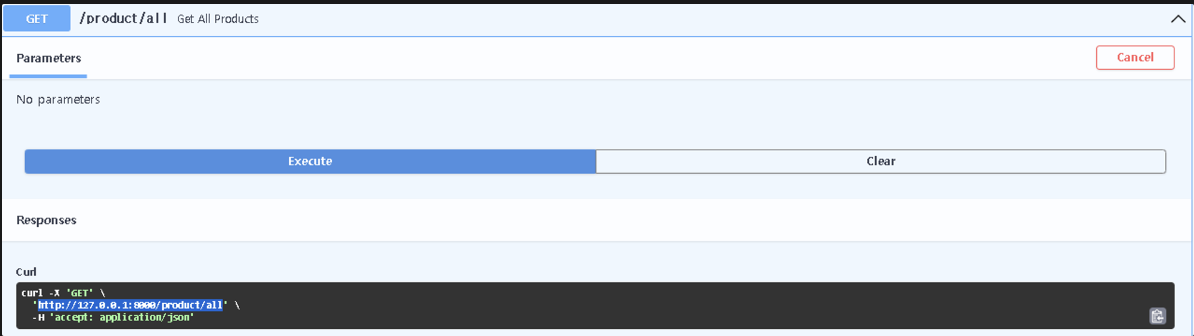 GET /product/all Get All Products
Parameters
Cancel
No parameters
Execute
Clear
Responses
Curl
curl -X 'GET' \
'http://127.0.0.1:8000/product/all' \
-H 'accept: application/json'